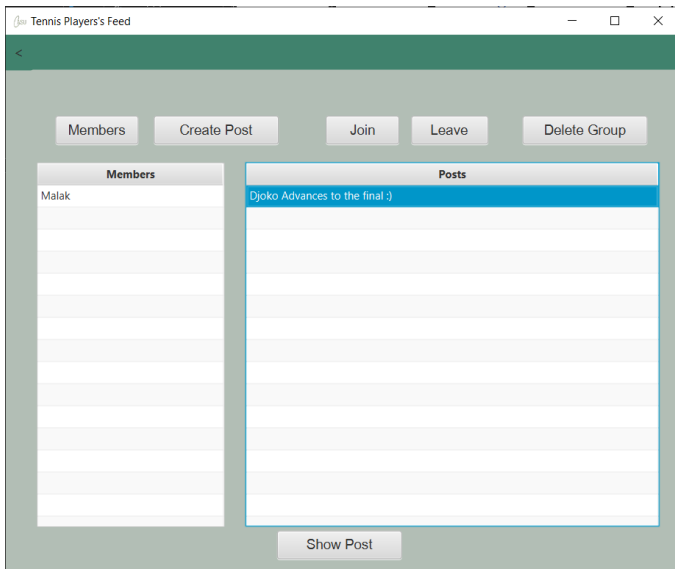 Tennis Players's Feed
<
Members Create Post Join Leave Delete Group
Members Posts
Malak Djoko Advances to the final :)
Show Post